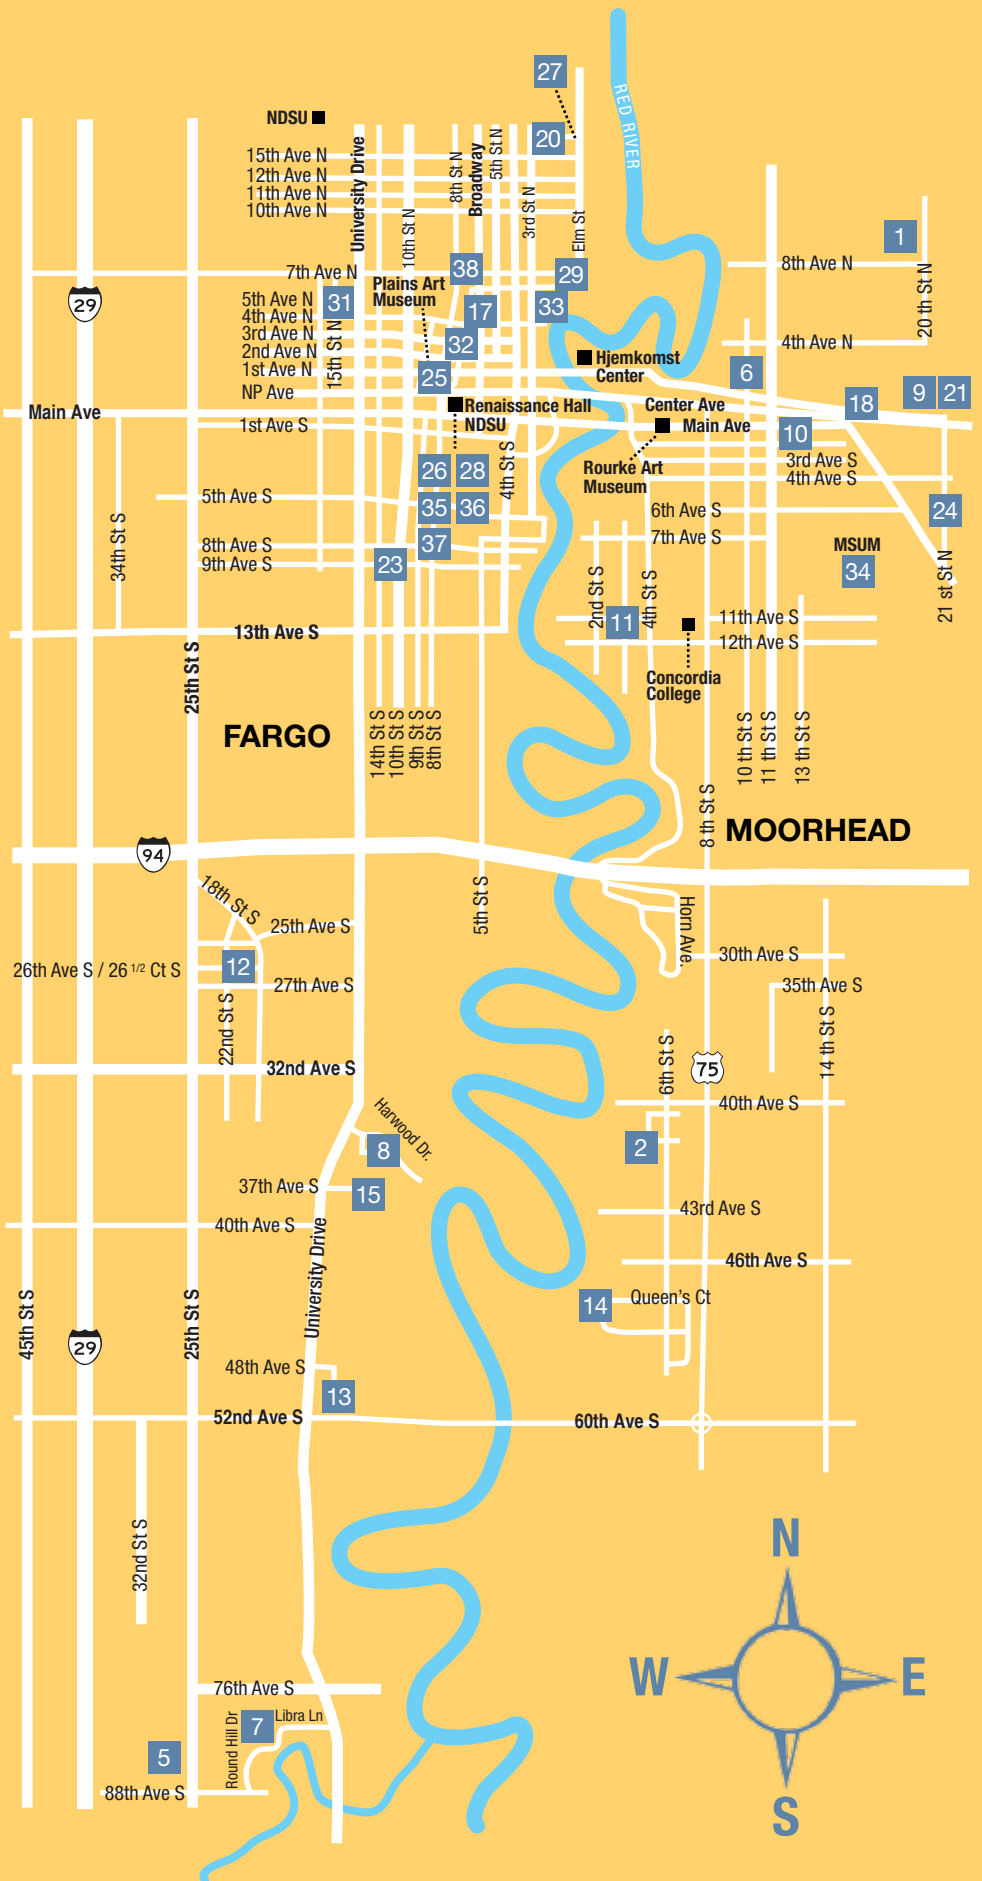 27
RED RIVER
NDSU
20
15th Ave N
12th Ave N
11th Ave N
10th Ave N
University Drive
10th St N
8th St N
Broadway
5th St N
3rd St N
Elm St
1
8th Ave N
20 th St N
7th Ave N
38
29
Plains Art
Museum
29
5th Ave N
31
17
33
4th Ave N
3rd Ave N
2nd Ave N
15th St N
32
4th Ave N
1st Ave N
25
Hjemkomst
Center
6
NP Ave
9
21
Main Ave
Renaissance Hall
NDSU
Center Ave
18
1st Ave S
4th St S
Main Ave
10
26
28
Rourke Art
Museum
3rd Ave S
4th Ave S
5th Ave S
35
36
6th Ave S
24
34th St S
8th Ave S
37
7th Ave S
MSUM
9th Ave S
23
34
21 st St N
2nd St S
11
4th St S
11th Ave S
13th Ave S
12th Ave S
25th St S
Concordia
College
FARGO
14th St S
10th St S
9th St S
8th St S
10 th St S
11 th St S
13 th St S
8 th St S
MOORHEAD
94
18th St S
5th St S
25th Ave S
Horn Ave.
26th Ave S / 26 1/2 Ct S
12
30th Ave S
27th Ave S
35th Ave S
22nd St S
14 th St S
32nd Ave S
6th St S
75
40th Ave S
Harwood Dr.
8
2
37th Ave S
15
43rd Ave S
40th Ave S
University Drive
46th Ave S
45th St S
29
25th St S
14
Queen's Ct
48th Ave S
13
52nd Ave S
60th Ave S
32nd St S
N
W
E
S
76th Ave S
Round Hill Dr
7
Libra Ln
5
88th Ave S